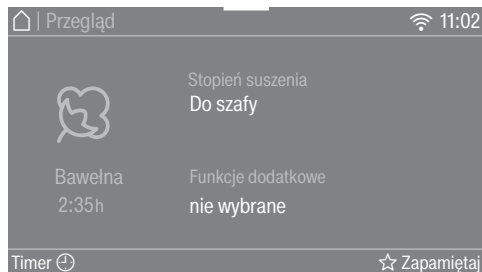 | Przegląd 11:02
Stopień suszenia
Do szafy
Bawełna
2:35h
Funkcje dodatkowe
nie wybrane
Timer Zapamiętaj